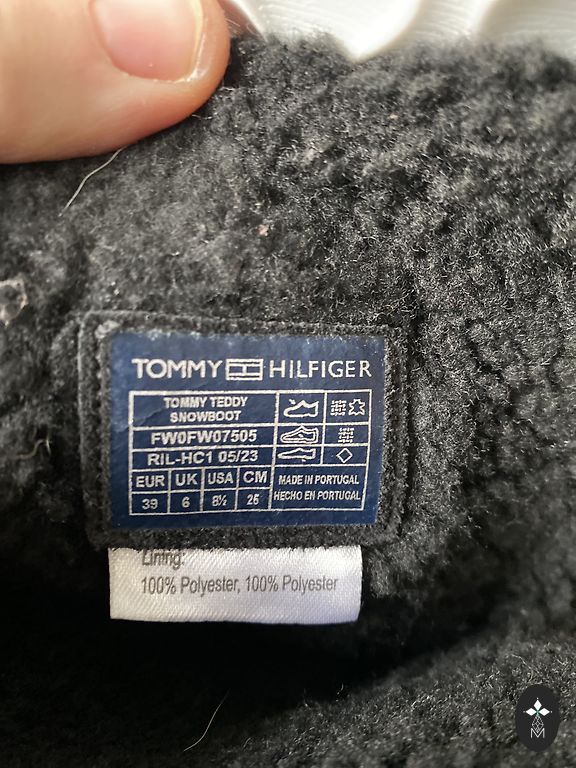 TOMMY HILFIGER
TOMMY TEDDY
SNOWBOOT
FW0FW07505
RIL-HC1 05/23
EUR UK USA CM
39 6 8½ 25
MADE IN PORTUGAL
HECHO EN PORTUGAL
Lining:
100% Polyester, 100% Polyester
M